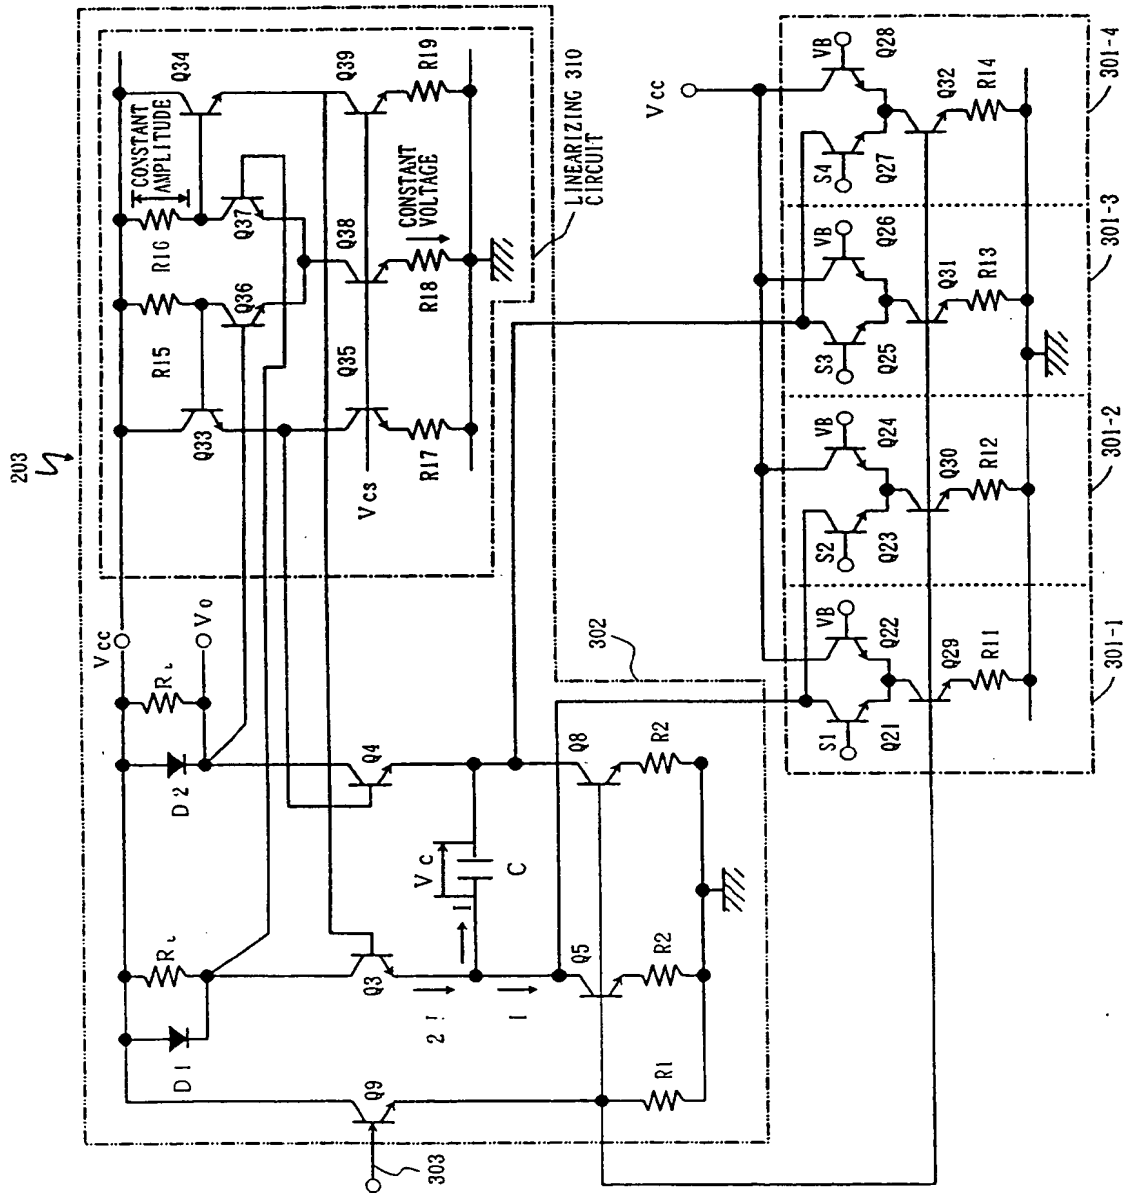 203
Q34
Q39
R19
CONSTANT
AMPLITUDE
R16
Q37
Q38
CONSTANT
VOLTAGE
R18
LINEARIZING 310
CIRCUIT
R15
Q36
Q35
Q33
R17
Vcs
Vcc
V0
RL
D2
Q4
Q8
R2
302
Vc
C
I
RL
D1
Q3
Q5
R2
2I
I
Q9
R1
303
Vcc
VB
Q28
S4
Q27
Q32
R14
301-4
VB
Q26
S3
Q25
Q31
R13
301-3
VB
Q24
S2
Q23
Q30
R12
301-2
VB
Q22
S1
Q21
Q29
R11
301-1